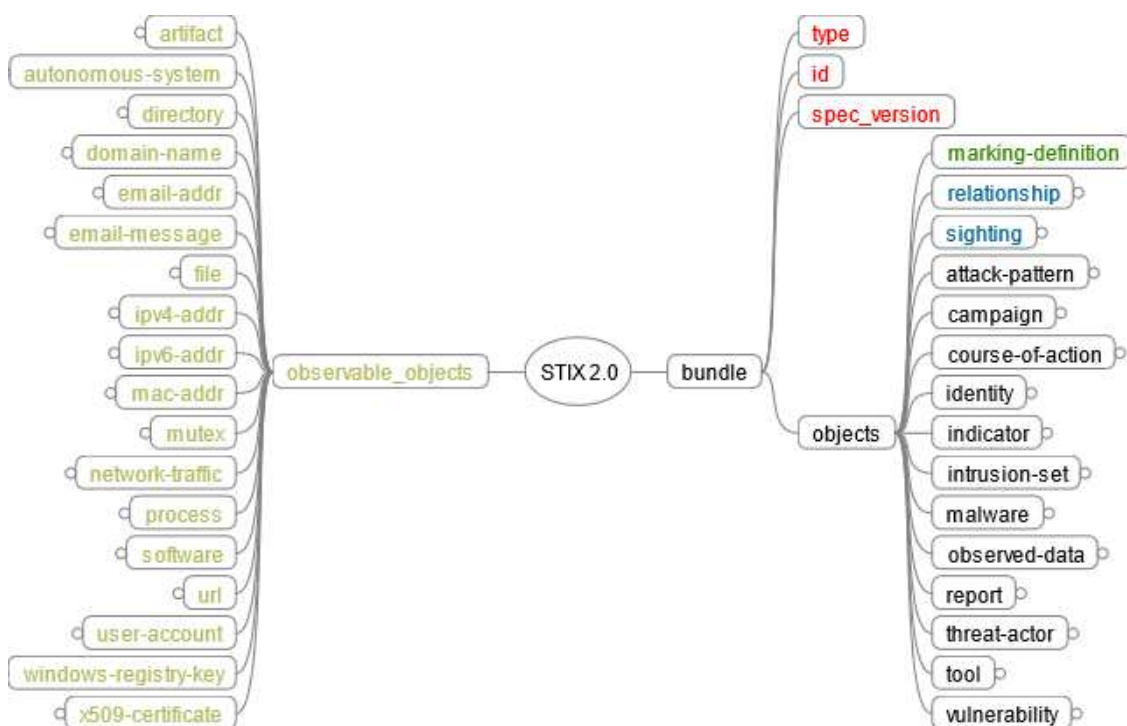 artifact
autonomous-system
directory
domain-name
email-addr
email-message
file
ipv4-addr
ipv6-addr
mac-addr
mutex
network-traffic
process
software
url
user-account
windows-registry-key
x509-certificate
observable_objects
STIX 2.0
bundle
type
id
spec_version
objects
marking-definition
relationship
sighting
attack-pattern
campaign
course-of-action
identity
indicator
intrusion-set
malware
observed-data
report
threat-actor
tool
vulnerability